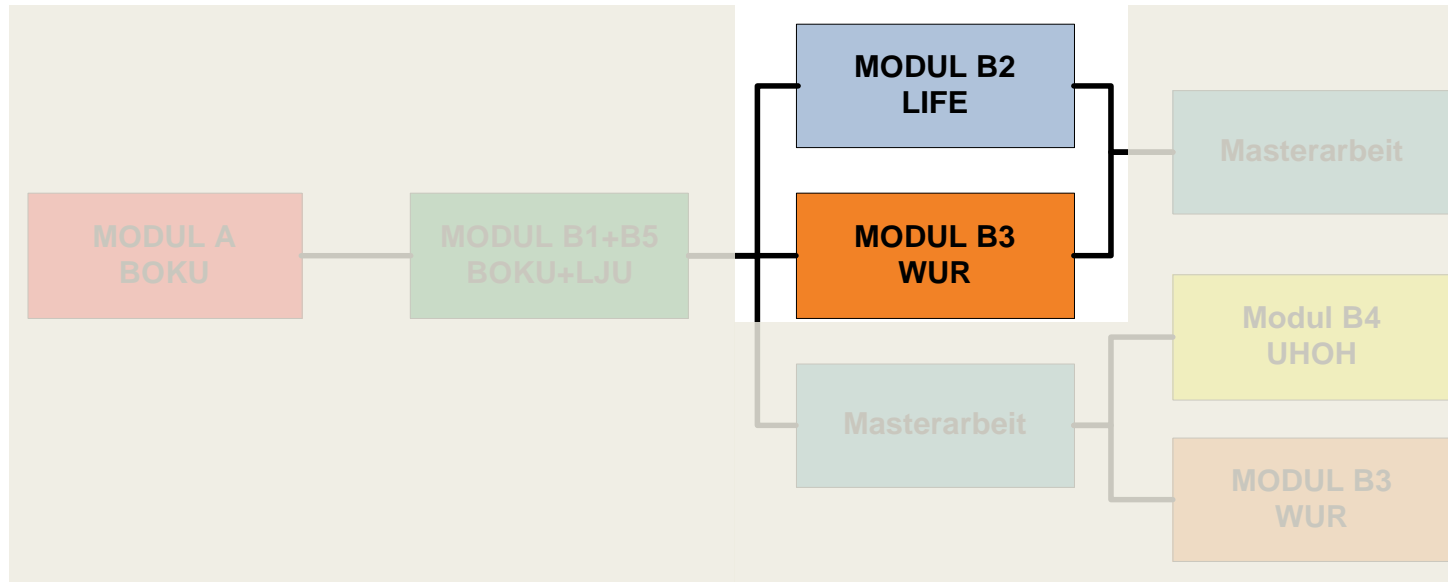 MODUL A
BOKU
MODUL B1+B5
BOKU+LJU
MODUL B2
LIFE
MODUL B3
WUR
Masterarbeit
Masterarbeit
Modul B4
UHOH
MODUL B3
WUR